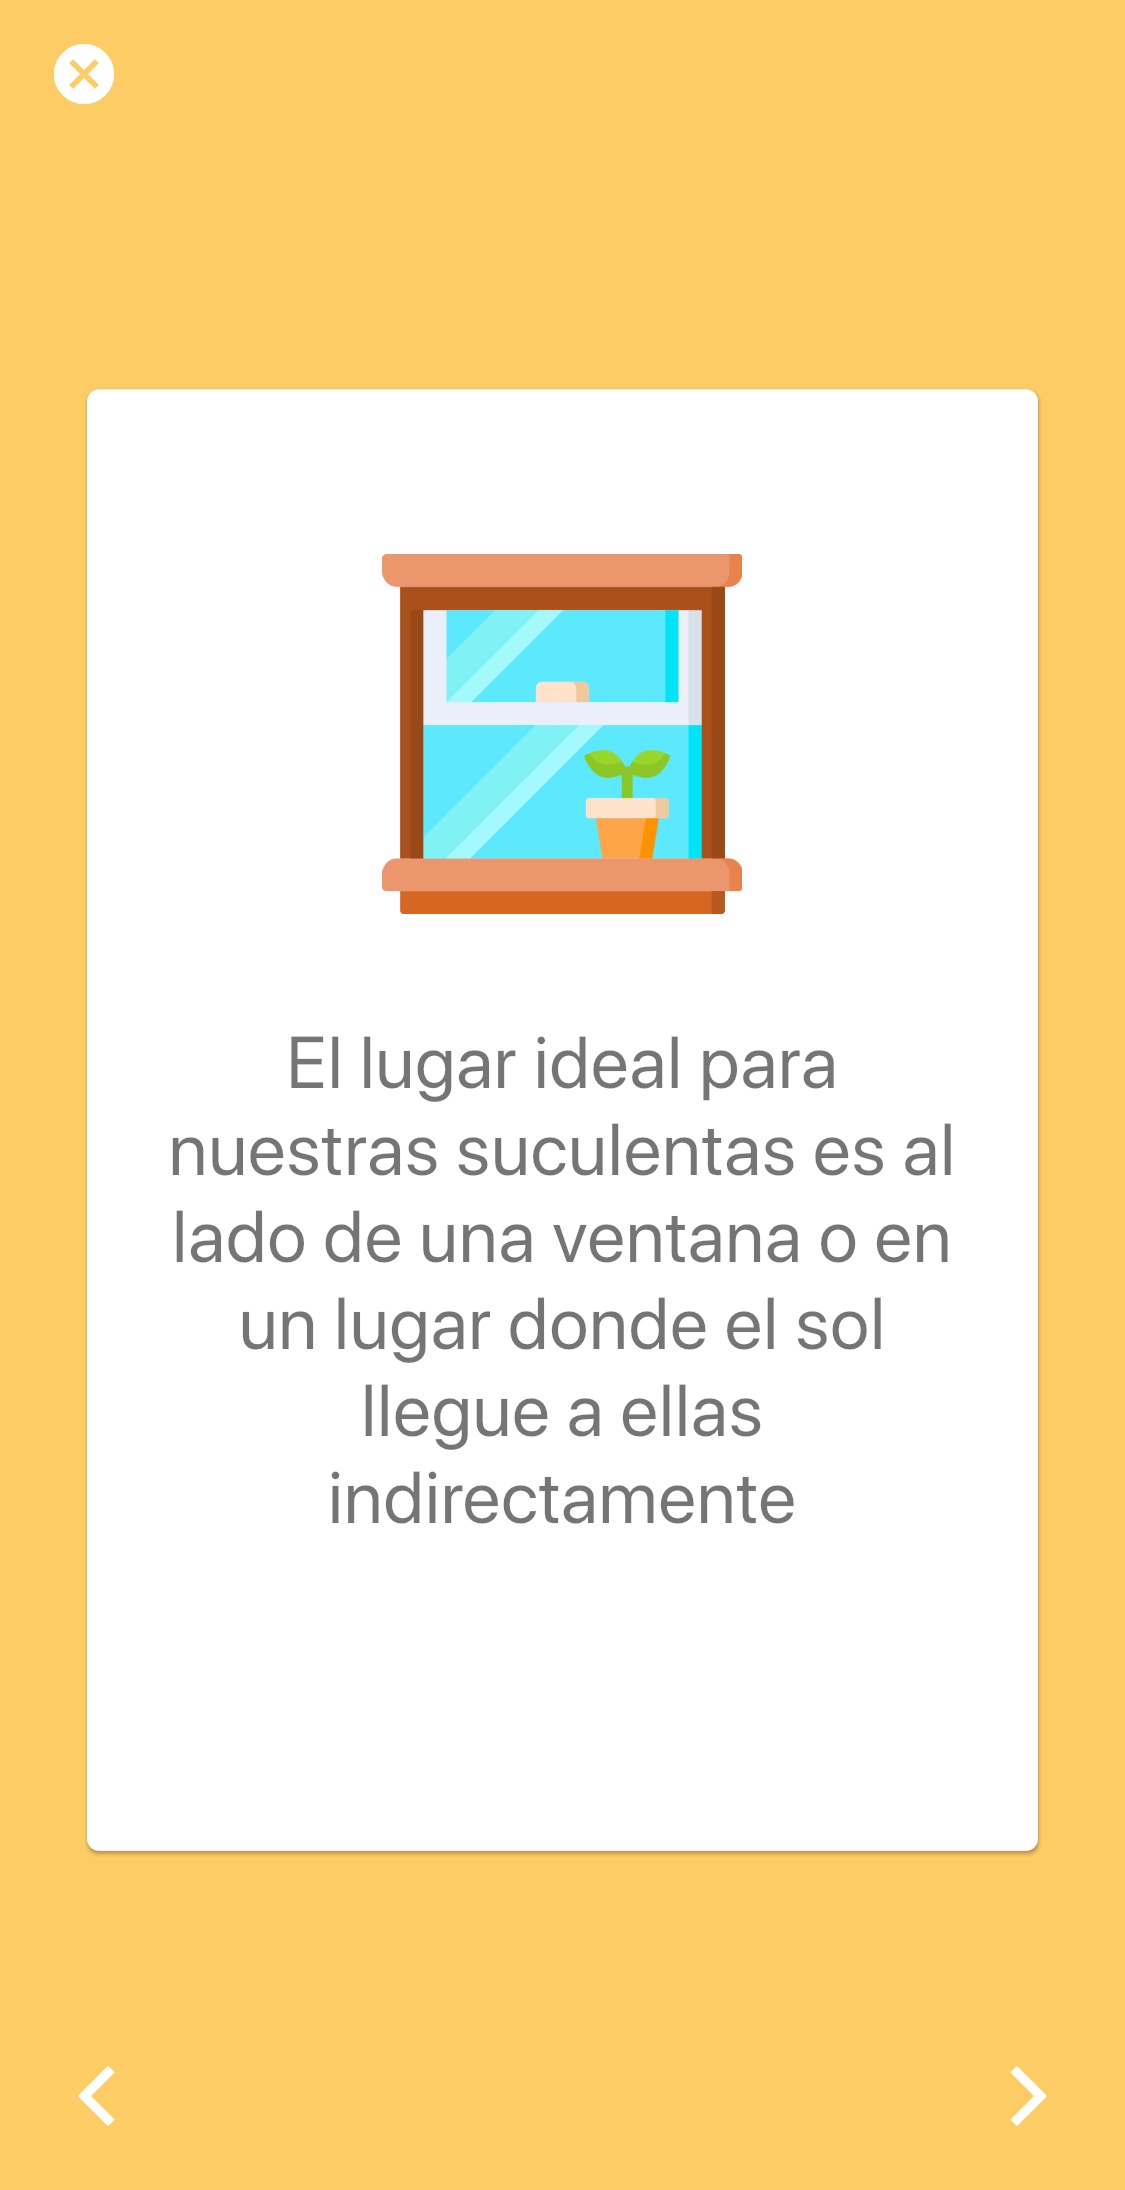 El lugar ideal para
nuestras suculentas es al
lado de una ventana o en
un lugar donde el sol
llegue a ellas
indirectamente